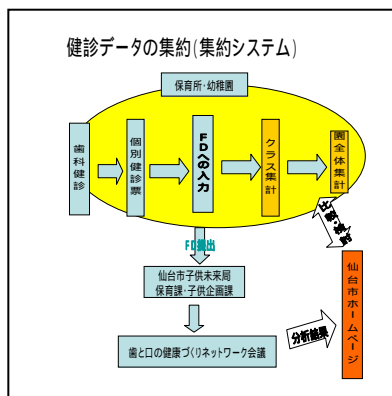 健診データの集約(集約システム)
保育所・幼稚園
歯科健診
個別健診票
FDへの入力
クラス集計
園全体集計
FD提出
比較・検討
仙台市子供未来局
保育課・子供企画課
仙台市ホームページ
分析結果
歯と口の健康づくりネットワーク会議